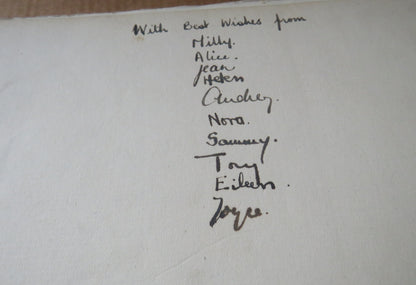 With Best Wishes from
Milly.
Alice.
Jean
Helen
Audrey.
Nora.
Sammy.
Tony
Eileen.
Joyce.